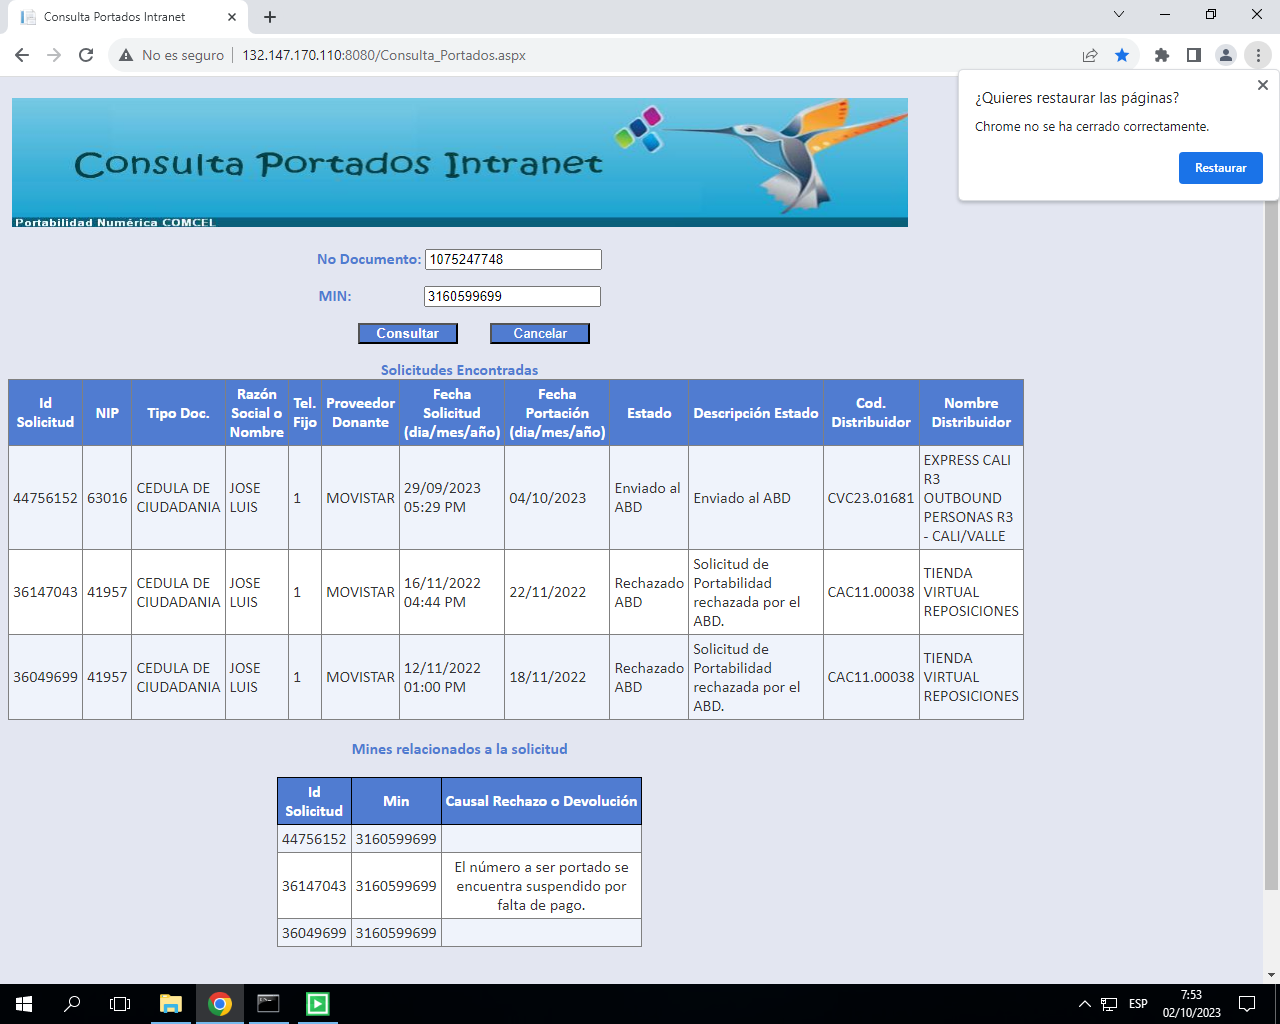 Consulta Portados Intranet
No es seguro
132.147.170.110:8080/Consulta_Portados.aspx
¿Quieres restaurar las páginas?
Chrome no se ha cerrado correctamente.
Restaurar
Consulta Portados Intranet
Portabilidad Numérica COMCEL
No Documento: 1075247748
MIN: 3160599699
Consultar Cancelar
Solicitudes Encontradas
Id Solicitud NIP Tipo Doc. Razón Social o Nombre Tel. Fijo Proveedor Donante Fecha Solicitud (dia/mes/año) Fecha Portación (dia/mes/año) Estado Descripción Estado Cod. Distribuidor Nombre Distribuidor
44756152 63016 CEDULA DE CIUDADANIA JOSE LUIS 1 MOVISTAR 29/09/2023 05:29 PM 04/10/2023 Enviado al ABD Enviado al ABD CVC23.01681 EXPRESS CALI R3 OUTBOUND PERSONAS R3 - CALI/VALLE
36147043 41957 CEDULA DE CIUDADANIA JOSE LUIS 1 MOVISTAR 16/11/2022 04:44 PM 22/11/2022 Rechazado ABD Solicitud de Portabilidad rechazada por el ABD. CAC11.00038 TIENDA VIRTUAL REPOSICIONES
36049699 41957 CEDULA DE CIUDADANIA JOSE LUIS 1 MOVISTAR 12/11/2022 01:00 PM 18/11/2022 Rechazado ABD Solicitud de Portabilidad rechazada por el ABD. CAC11.00038 TIENDA VIRTUAL REPOSICIONES
Mines relacionados a la solicitud
Id Solicitud Min Causal Rechazo o Devolución
44756152 3160599699
36147043 3160599699 El número a ser portado se encuentra suspendido por falta de pago.
36049699 3160599699
ESP
7:53
02/10/2023